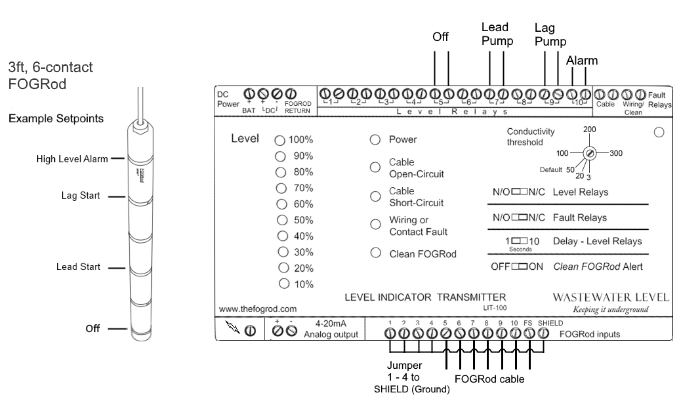 3ft, 6-contact
FOGRod
Example Setpoints
High Level Alarm
Lag Start
Lead Start
Off
Off
Lead
Pump
Lag
Pump
Alarm
DC
Power
+ + -
BAT DC FOGROD
RETURN
1 2 3 4 5 6 7 8 9 10
Level Relays
Cable
Wiring/
Clean
Fault
Relays
Level
100%
90%
80%
70%
60%
50%
40%
30%
20%
10%
Power
Cable
Open-Circuit
Cable
Short-Circuit
Wiring or
Contact Fault
Clean FOGRod
Conductivity
threshold
200
100 300
Default 50
20 3
N/O N/C Level Relays
N/O N/C Fault Relays
1 10 Delay - Level Relays
Seconds
OFF ON Clean FOGRod Alert
LEVEL INDICATOR TRANSMITTER
LIT-100
WASTEWATER LEVEL
Keeping it underground
www.thefogrod.com
+ -
4-20mA
Analog output
1 2 3 4 5 6 7 8 9 10 FS SHIELD
FOGRod inputs
Jumper
1 - 4 to
SHIELD (Ground)
FOGRod cable